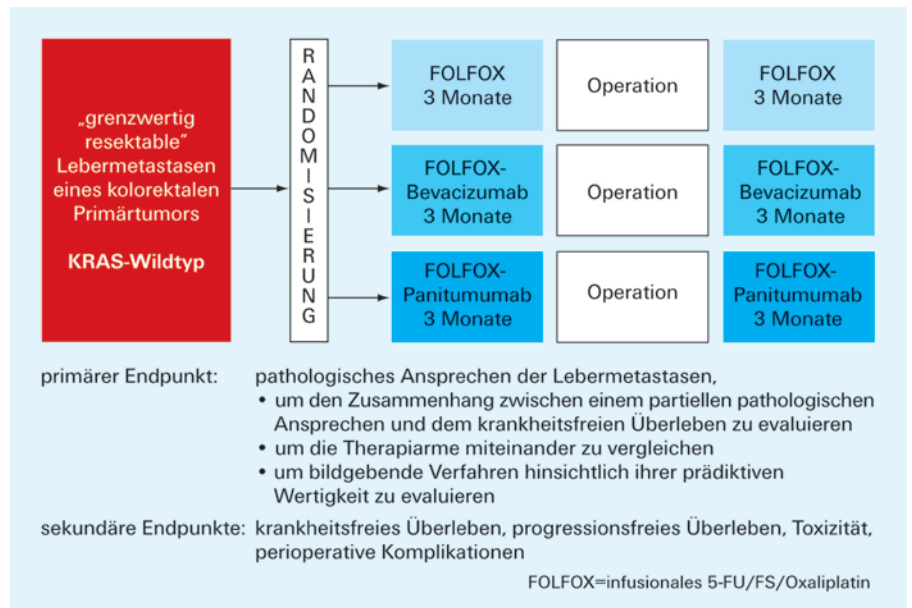 „grenzwertig
resektable“
Lebermetastasen
eines kolorektalen
Primärtumors
KRAS-Wildtyp
RANDOMISIERUNG
FOLFOX
3 Monate
Operation
FOLFOX
3 Monate
FOLFOX-
Bevacizumab
3 Monate
Operation
FOLFOX-
Bevacizumab
3 Monate
FOLFOX-
Panitumumab
3 Monate
Operation
FOLFOX-
Panitumumab
3 Monate
primärer Endpunkt: pathologisches Ansprechen der Lebermetastasen,
• um den Zusammenhang zwischen einem partiellen pathologischen
Ansprechen und dem krankheitsfreien Überleben zu evaluieren
• um die Therapiarme miteinander zu vergleichen
• um bildgebende Verfahren hinsichtlich ihrer prädiktiven
Wertigkeit zu evaluieren
sekundäre Endpunkte: krankheitsfreies Überleben, progressionsfreies Überleben, Toxizität,
perioperative Komplikationen
FOLFOX=infusionales 5-FU/FS/Oxaliplatin